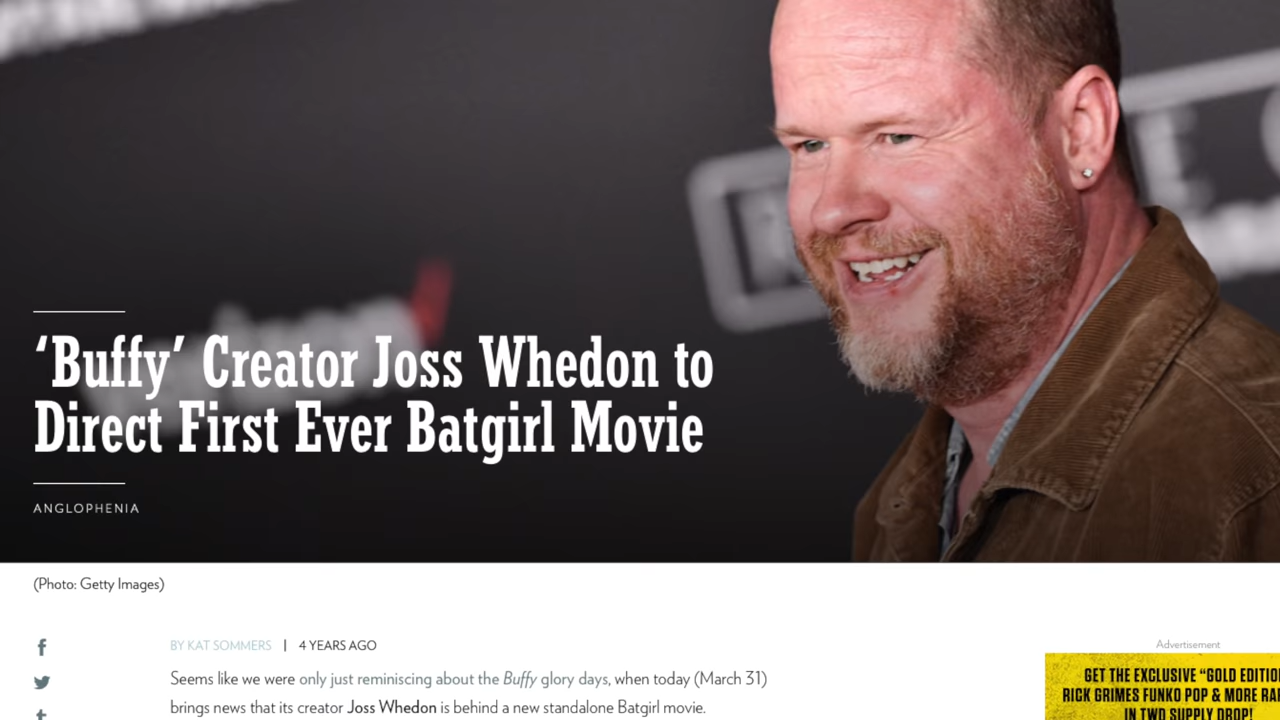 ‘Buffy’ Creator Joss Whedon to
Direct First Ever Batgirl Movie
ANGLOPHENIA
(Photo: Getty Images)
BY KAT SOMMERS | 4 YEARS AGO
Seems like we were only just reminiscing about the Buffy glory days, when today (March 31)
brings news that its creator Joss Whedon is behind a new standalone Batgirl movie.
Advertisement
GET THE EXCLUSIVE “GOLD
RICK GRIMES FUNKO POP & MORE
IN TWD SUPPLY DROP!